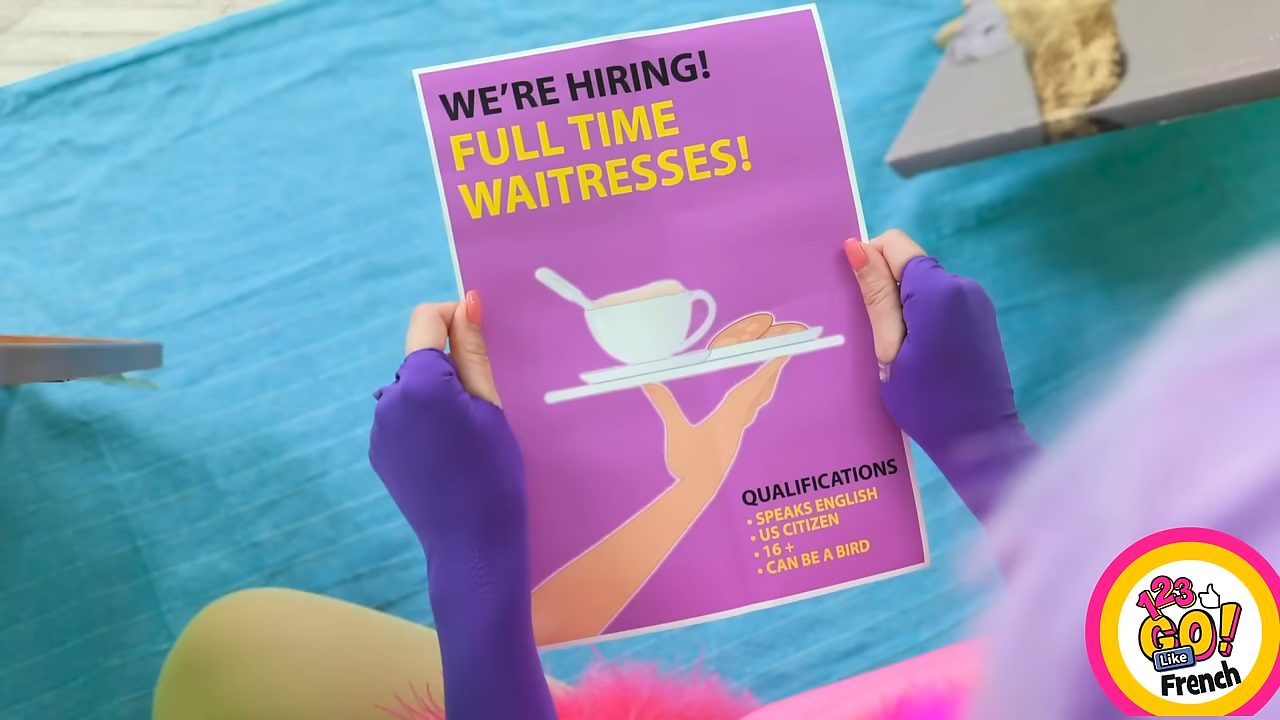 WE'RE HIRING!
FULL TIME
WAITRESSES!
QUALIFICATIONS
• SPEAKS ENGLISH
• US CITIZEN
• 16 +
• CAN BE A BIRD
123
GO!
Like
French